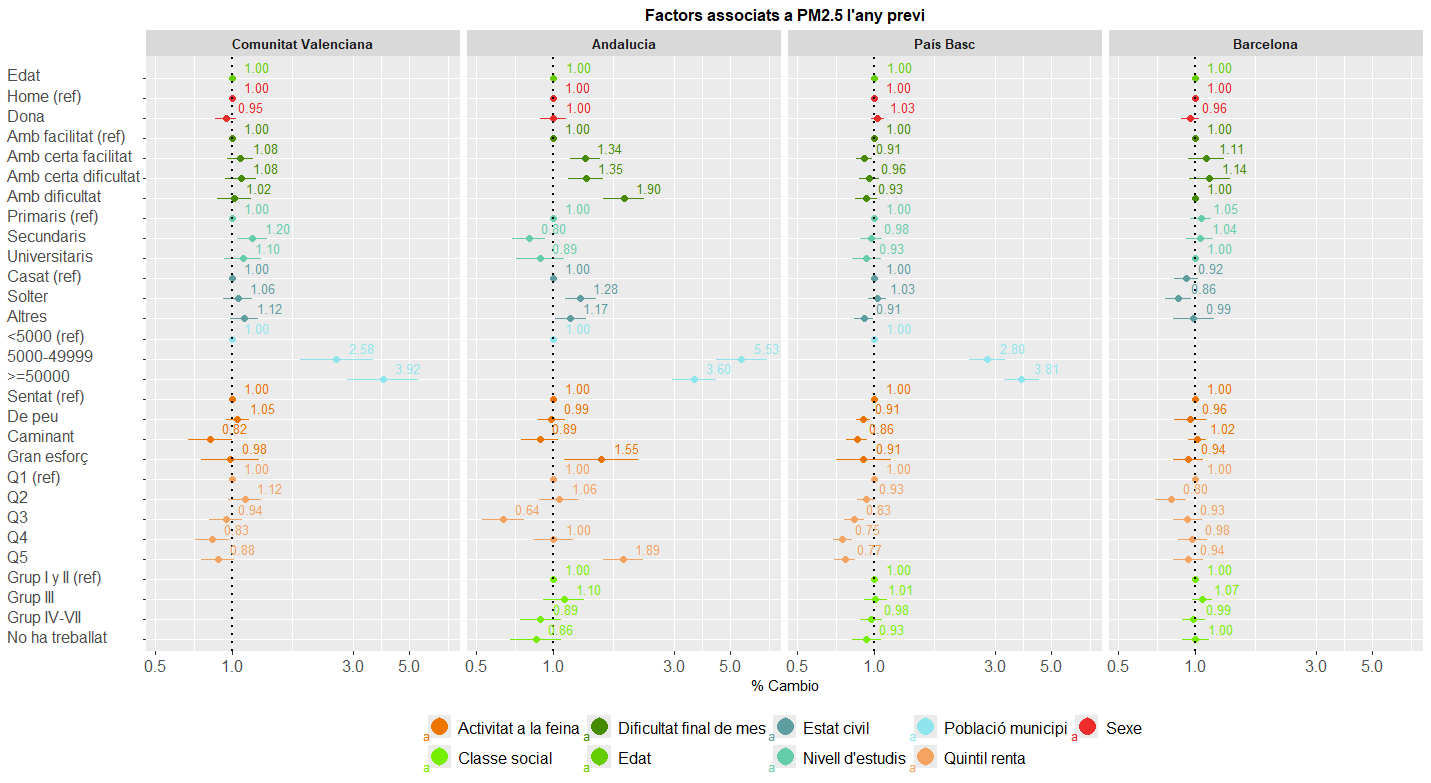 Factors associats a PM2.5 l'any previ
Comunitat Valenciana Andalucia País Basc Barcelona
Edat 1.00 1.00 1.00 1.00
Home (ref) 1.00 1.00 1.00 1.00
Dona 0.95 1.00 1.03 0.96
Amb facilitat (ref) 1.00 1.00 1.00 1.00
Amb certa facilitat 1.08 1.34 0.91 1.11
Amb certa dificultat 1.08 1.35 0.96 1.14
Amb dificultat 1.02 1.90 0.93 1.00
Primaris (ref) 1.00 1.00 1.00 1.05
Secundaris 1.20 0.80 0.98 1.04
Universitaris 1.10 0.89 0.93 1.00
Casat (ref) 1.00 1.00 1.00 0.92
Solter 1.06 1.28 1.03 0.86
Altres 1.12 1.17 0.91 0.99
<5000 (ref) 1.00 1.00 1.00
5000-49999 2.58 5.53 2.80
>=50000 3.92 3.60 3.81
Sentat (ref) 1.00 1.00 1.00 1.00
De peu 1.05 0.99 0.91 0.96
Caminant 0.82 0.89 0.86 1.02
Gran esforç 0.98 1.55 0.91 0.94
Q1 (ref) 1.00 1.00 1.00 1.00
Q2 1.12 1.06 0.93 0.80
Q3 0.94 0.64 0.83 0.93
Q4 0.83 1.00 0.75 0.98
Q5 0.88 1.89 0.77 0.94
Grup I y II (ref) 1.00 1.00 1.00
Grup III 1.10 1.01 1.07
Grup IV-VII 0.89 0.98 0.99
No ha treballat 0.86 0.93 1.00
0.5 1.0 3.0 5.0 0.5 1.0 3.0 5.0 0.5 1.0 3.0 5.0 0.5 1.0 3.0 5.0
% Cambio
a Activitat a la feina a Dificultat final de mes a Estat civil a Població municipi a Sexe
a Classe social a Edat a Nivell d'estudis a Quintil renta